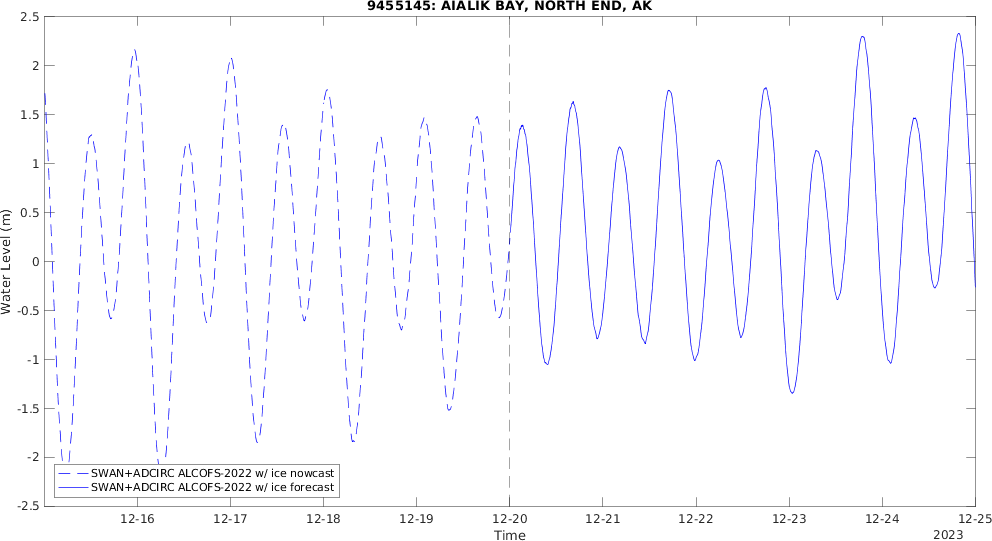 9455145: AIALIK BAY, NORTH END, AK
2.5
2
1.5
1
0.5
0
-0.5
-1
-1.5
-2
-2.5
Water Level (m)
SWAN+ADCIRC ALCOFS-2022 w/ ice nowcast
SWAN+ADCIRC ALCOFS-2022 w/ ice forecast
12-16 12-17 12-18 12-19 12-20 12-21 12-22 12-23 12-24 12-25
Time
2023